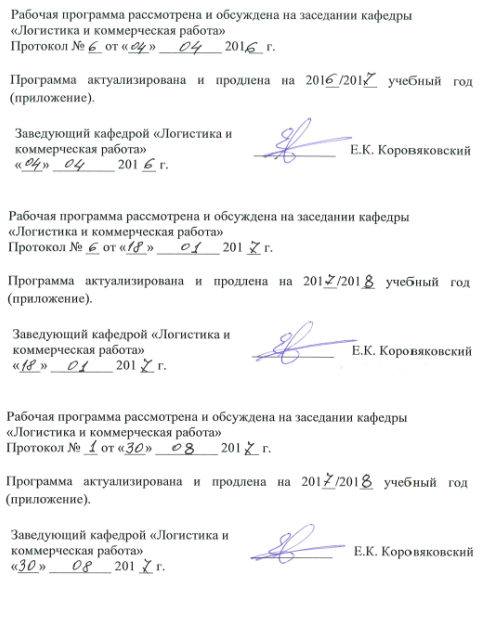 Рабочая программа рассмотрена и обсуждена на заседании кафедры
«Логистика и коммерческая работа»
Протокол № 6 от «04» 04 2016 г.
Программа актуализирована и продлена на 2016/2017 учебный год
(приложение).
Заведующий кафедрой «Логистика и
коммерческая работа» Е.К. Коровяковский
«04» 04 2016 г.
Рабочая программа рассмотрена и обсуждена на заседании кафедры
«Логистика и коммерческая работа»
Протокол № 6 от «18» 01 2017 г.
Программа актуализирована и продлена на 2017/2018 учебный год
(приложение).
Заведующий кафедрой «Логистика и
коммерческая работа» Е.К. Коровяковский
«18» 01 2017 г.
Рабочая программа рассмотрена и обсуждена на заседании кафедры
«Логистика и коммерческая работа»
Протокол № 1 от «30» 08 2017 г.
Программа актуализирована и продлена на 2017/2018 учебный год
(приложение).
Заведующий кафедрой «Логистика и
коммерческая работа» Е.К. Коровяковский
«30» 08 2017 г.